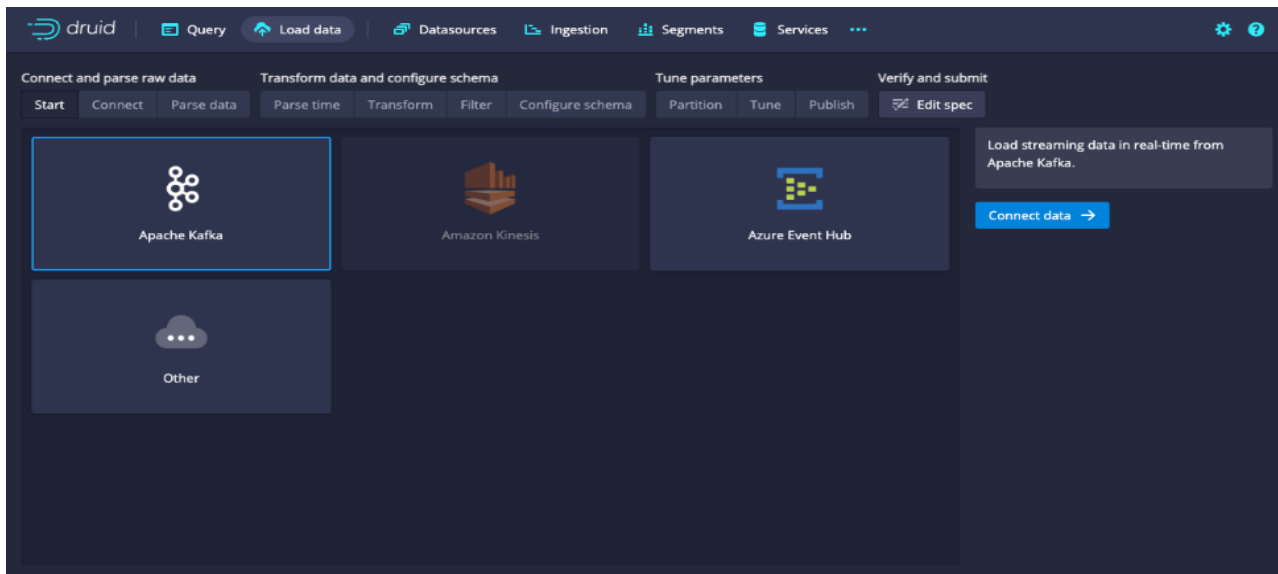 druid Query Load data Datasources Ingestion Segments Services
Connect and parse raw data Transform data and configure schema Tune parameters Verify and submit
Start Connect Parse data Parse time Transform Filter Configure schema Partition Tune Publish Edit spec
Load streaming data in real-time from
Apache Kafka.
Connect data
Apache Kafka Amazon Kinesis Azure Event Hub
Other